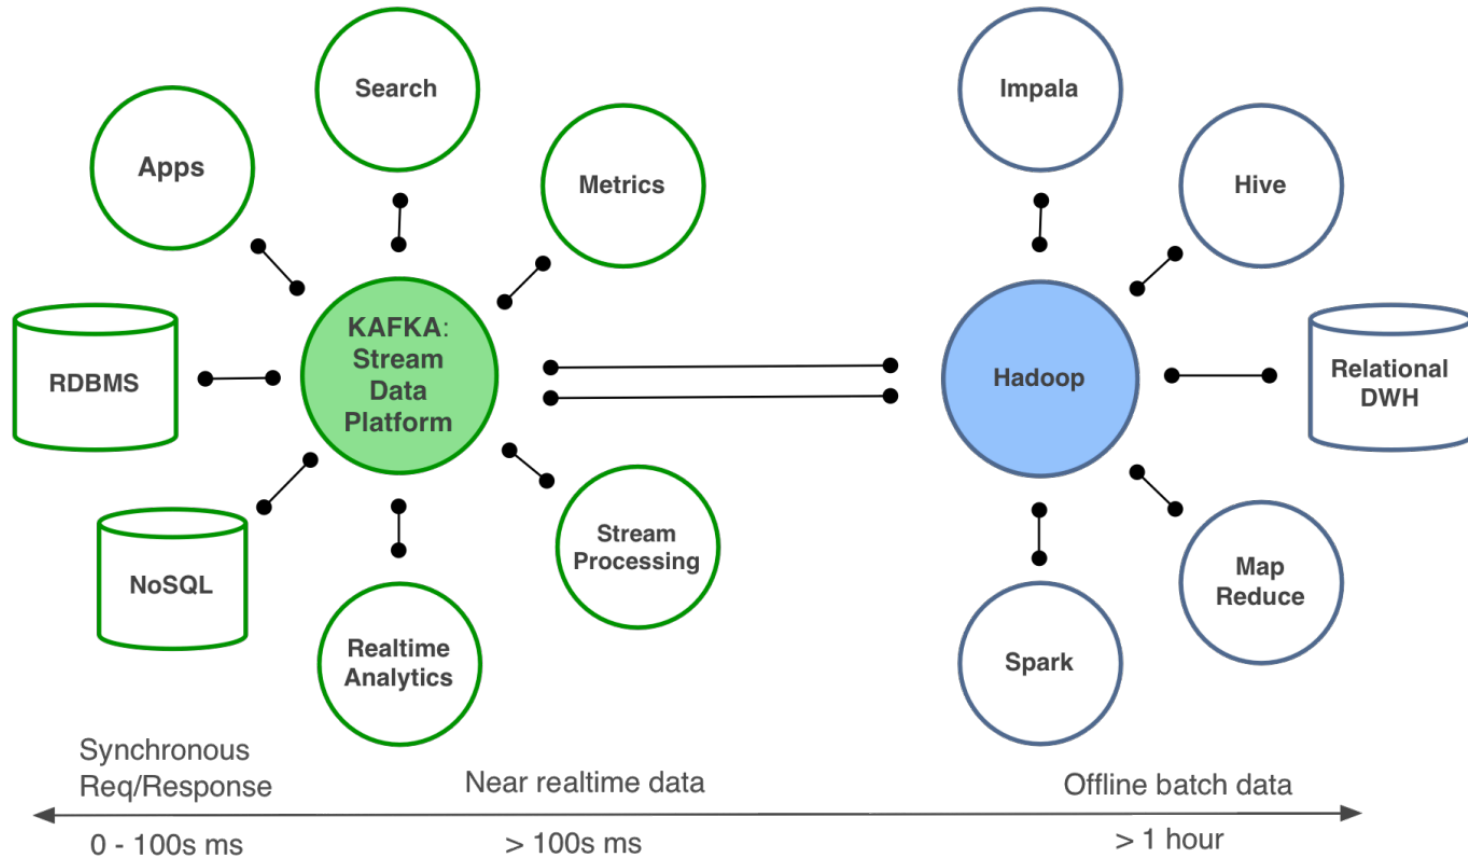 Search
Apps
Metrics
KAFKA:
Stream
Data
Platform
RDBMS
NoSQL
Realtime
Analytics
Stream
Processing
Impala
Hive
Hadoop
Relational
DWH
Map
Reduce
Spark
Synchronous
Req/Response
Near realtime data
Offline batch data
0 - 100s ms
> 100s ms
> 1 hour